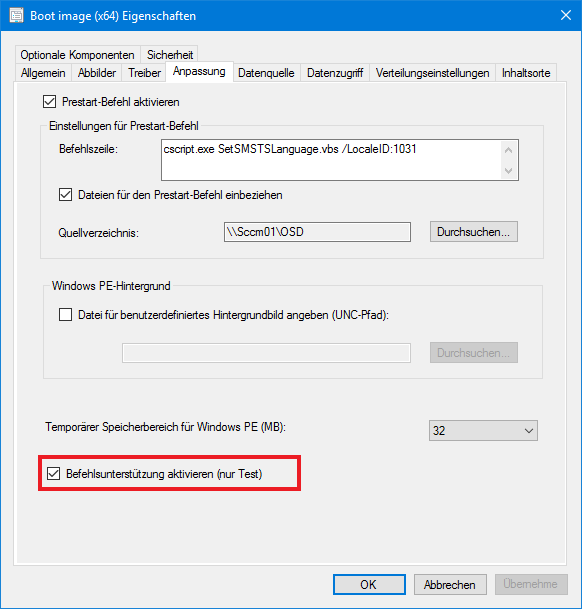 Boot image (x64) Eigenschaften
Optionale Komponenten Sicherheit
Allgemein Abbilder Treiber Anpassung Datenquelle Datenzugriff Verteilungseinstellungen Inhaltsorte
Prestart-Befehl aktivieren
Einstellungen für Prestart-Befehl
Befehlszeile: cscript.exe SetSMSTSLanguage.vbs /LocaleID:1031
Dateien für den Prestart-Befehl einbeziehen
Quellverzeichnis: \\Sccm01\OSD Durchsuchen...
Windows PE-Hintergrund
Datei für benutzerdefiniertes Hintergrundbild angeben (UNC-Pfad):
Durchsuchen...
Temporärer Speicherbereich für Windows PE (MB): 32
Befehlsunterstützung aktivieren (nur Test)
OK Abbrechen Übernehme